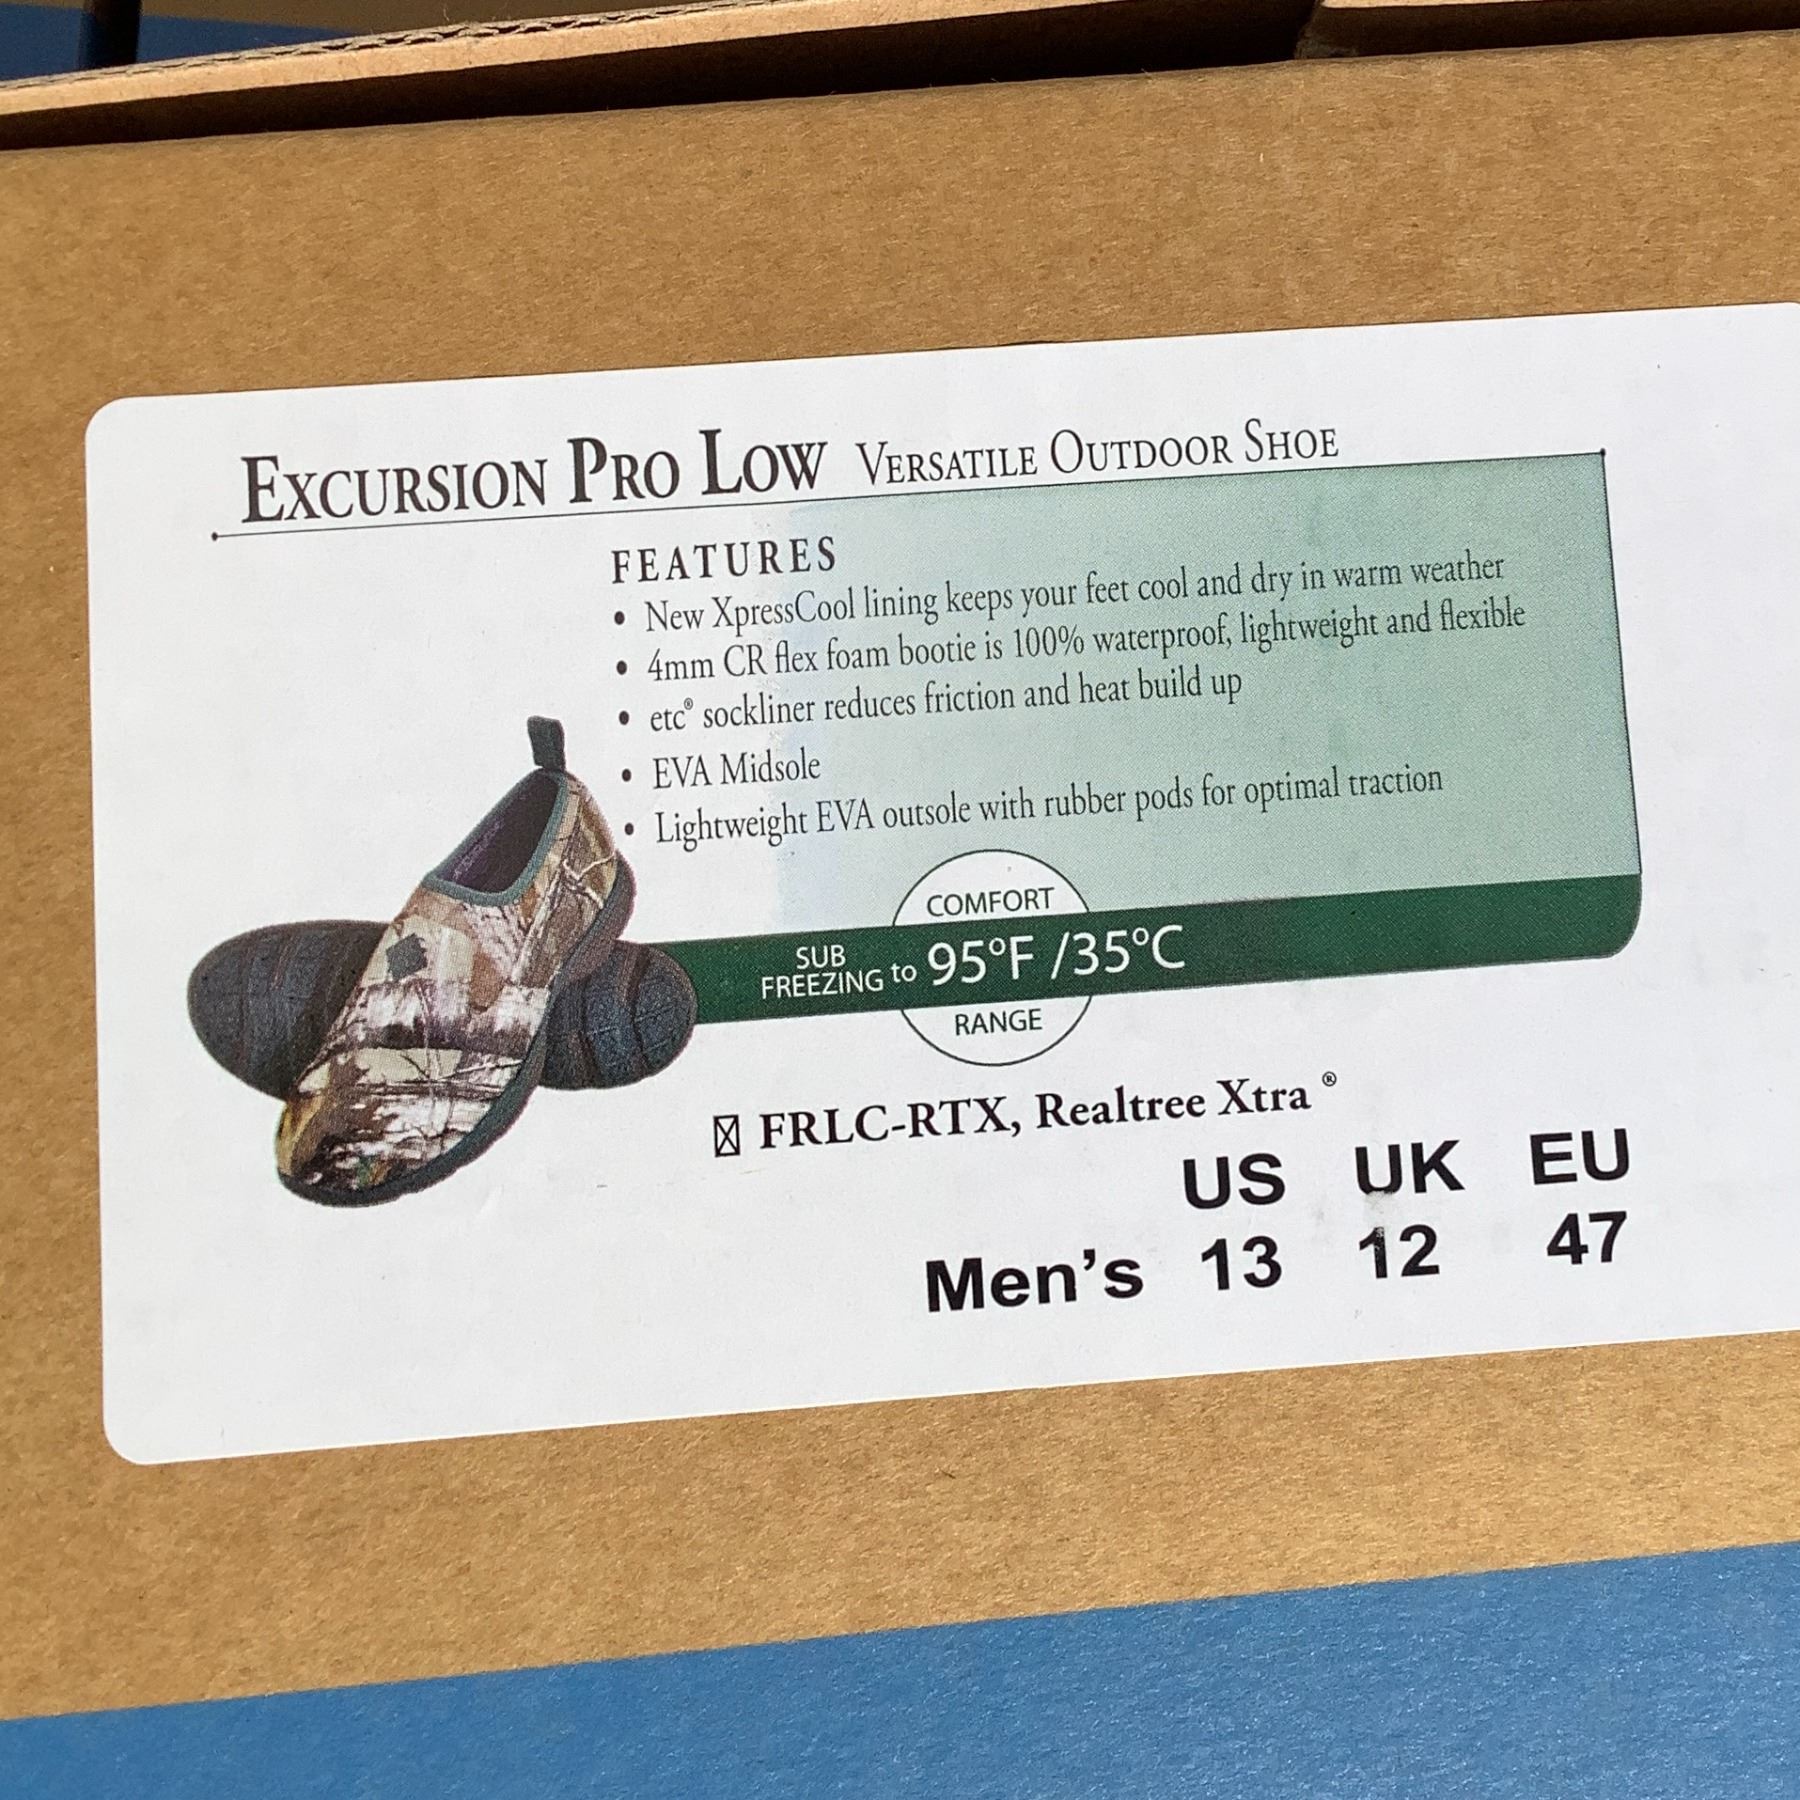 EXCURSION PRO LOW VERSATILE OUTDOOR SHOE
FEATURES
• New XpressCool lining keeps your feet cool and dry in warm weather
• 4mm CR flex foam bootie is 100% waterproof, lightweight and flexible
• etc® sockliner reduces friction and heat build up
• EVA Midsole
• Lightweight EVA outsole with rubber pods for optimal traction
COMFORT
SUB
FREEZING to 95°F /35°C
RANGE
☒ FRLC-RTX, Realtree Xtra ®
US UK EU
Men's 13 12 47